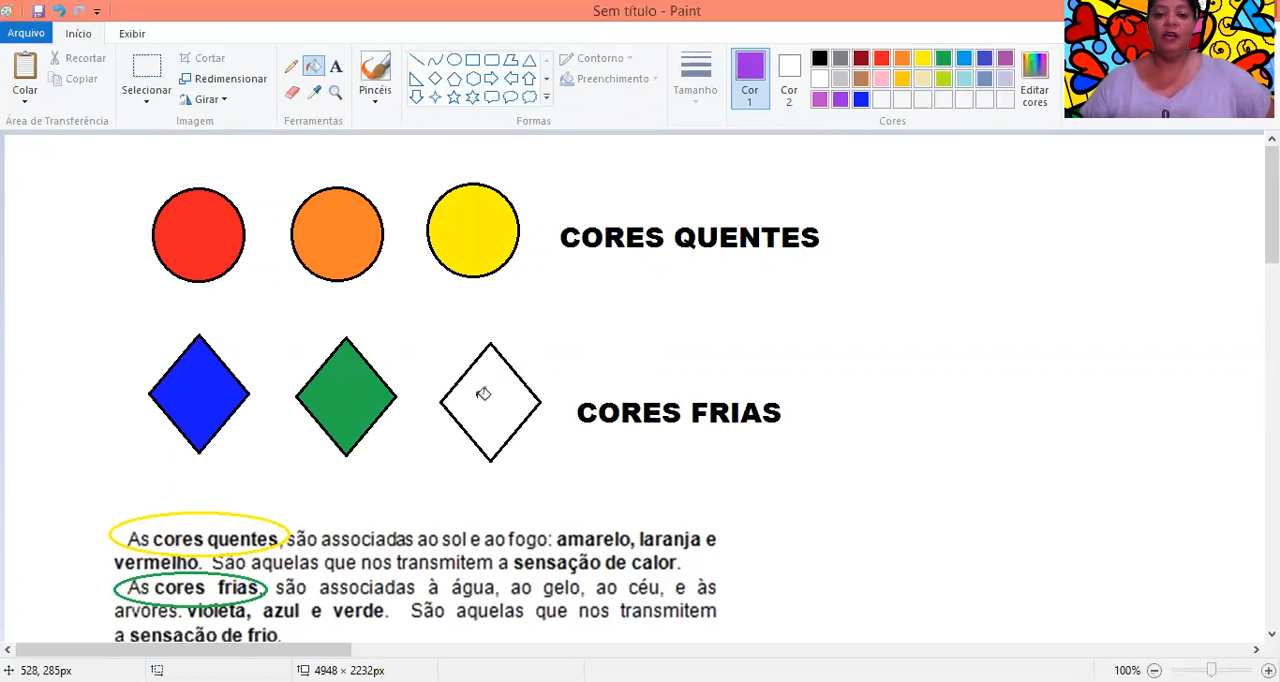 Sem título - Paint
Arquivo Início Exibir
Colar
Recortar
Copiar
Área de Transferência
Selecionar
Cortar
Redimensionar
Girar
Imagem
A
Ferramentas
Pincéis
Formas
Contorno
Preenchimento
Tamanho
Cor 1
Cor 2
Cores
Editar cores
CORES QUENTES
CORES FRIAS
As cores quentes, são associadas ao sol e ao fogo: amarelo, laranja e
vermelho. São aquelas que nos transmitem a sensação de calor.
As cores frias, são associadas à água, ao gelo, ao céu, e às
arvores. violeta, azul e verde. São aquelas que nos transmitem
a sensação de frio.
528, 285px
4948 × 2232px
100%